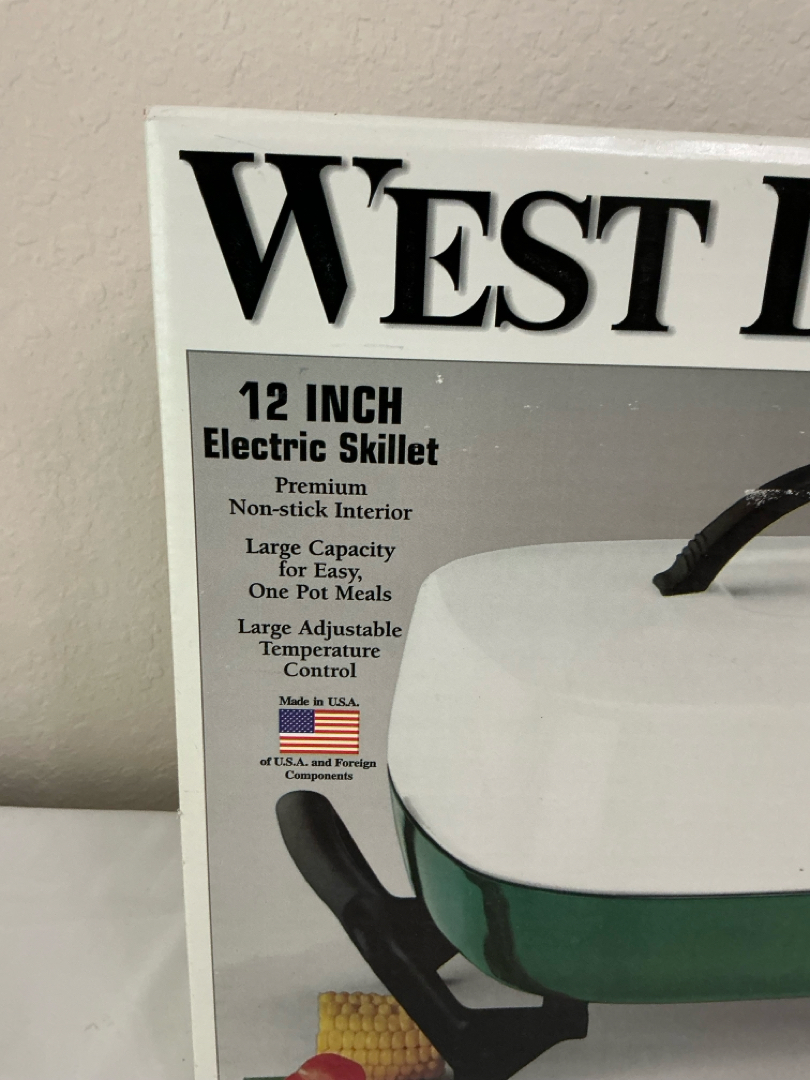 WEST
12 INCH
Electric Skillet
Premium
Non-stick Interior
Large Capacity
for Easy,
One Pot Meals
Large Adjustable
Temperature
Control
Made in U.S.A.
of U.S.A. and Foreign
Components